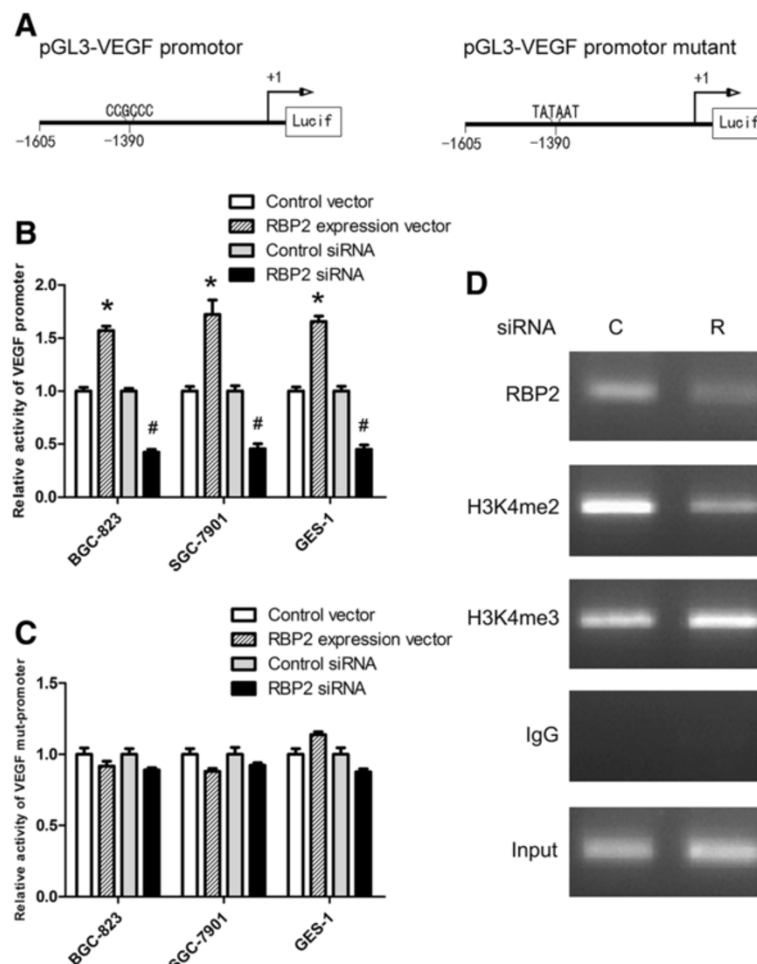 A
pGL3-VEGF promotor
CCGCCC
+1
Lucif
-1605
-1390
pGL3-VEGF promotor mutant
TATAAT
+1
Lucif
-1605
-1390
B
Control vector
RBP2 expression vector
Control siRNA
RBP2 siRNA
Relative activity of VEGF promoter
2.0
1.5
1.0
0.5
0.0
*
#
*
#
*
#
BGC-823
SGC-7901
GES-1
C
Control vector
RBP2 expression vector
Control siRNA
RBP2 siRNA
Relative activity of VEGF mut-promoter
1.5
1.0
0.5
0.0
BGC-823
SGC-7901
GES-1
D
siRNA C R
RBP2
H3K4me2
H3K4me3
IgG
Input